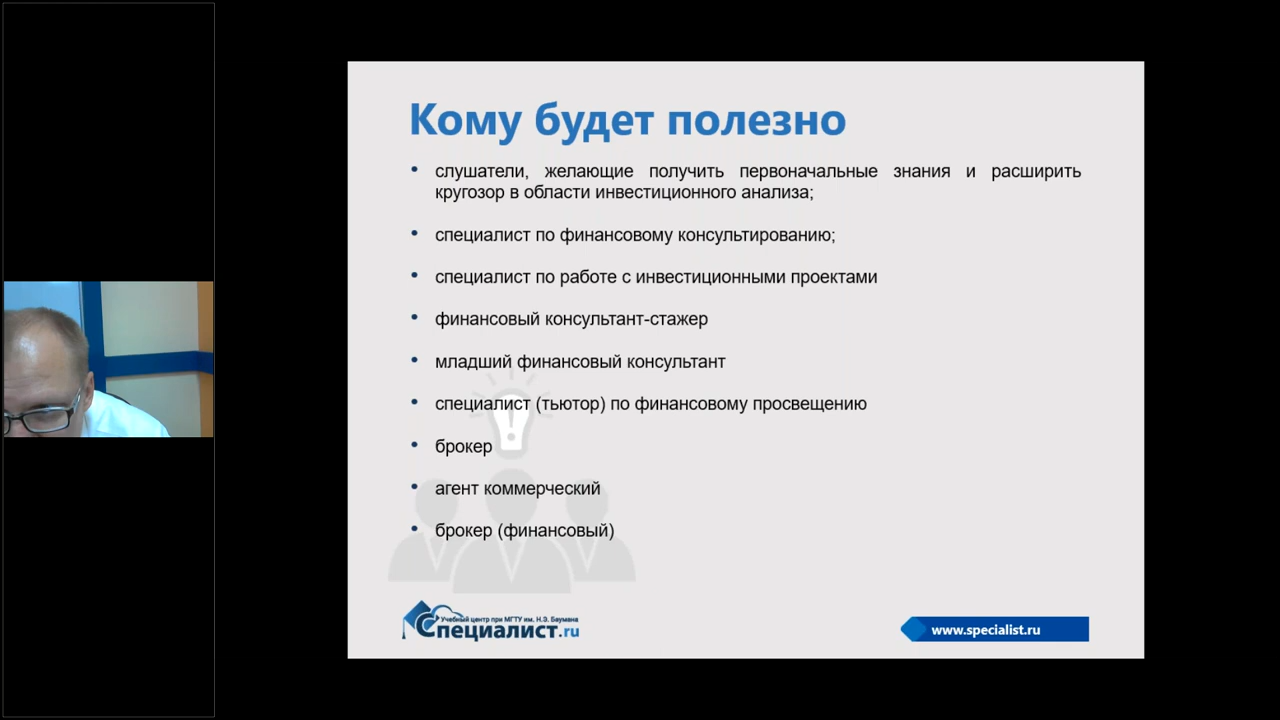 Кому будет полезно
• слушатели, желающие получить первоначальные знания и расширить
кругозор в области инвестиционного анализа;
• специалист по финансовому консультированию;
• специалист по работе с инвестиционными проектами
• финансовый консультант-стажер
• младший финансовый консультант
• специалист (тьютор) по финансовому просвещению
• брокер
• агент коммерческий
• брокер (финансовый)
Учебный центр при МГТУ им. Н.Э. Баумана
Специалист.ru
www.specialist.ru